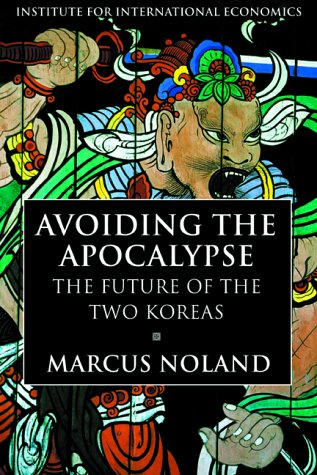 INSTITUTE FOR INTERNATIONAL ECONOMICS
AVOIDING THE
APOCALYPSE
THE FUTURE OF THE
TWO KOREAS
MARCUS NOLAND